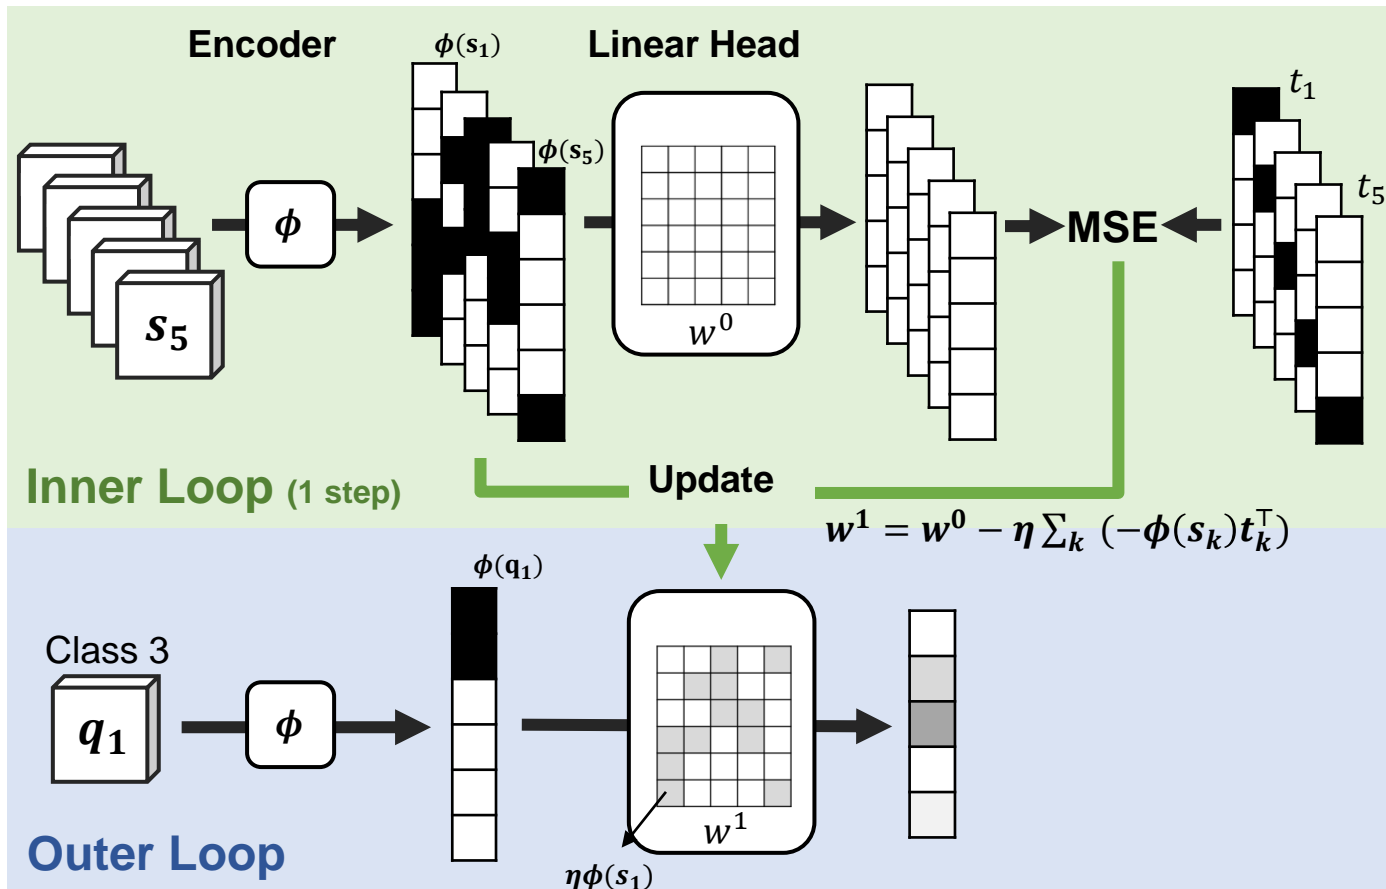 Encoder
ϕ(s₁)
Linear Head
t₁
ϕ(s₅)
t₅
ϕ
MSE
s₅
w⁰
Inner Loop (1 step)
Update
w¹ = w⁰ − η ∑ₖ (−ϕ(sₖ)tₖ⊤)
ϕ(q₁)
Class 3
q₁
ϕ
w¹
Outer Loop
ηϕ(s₁)